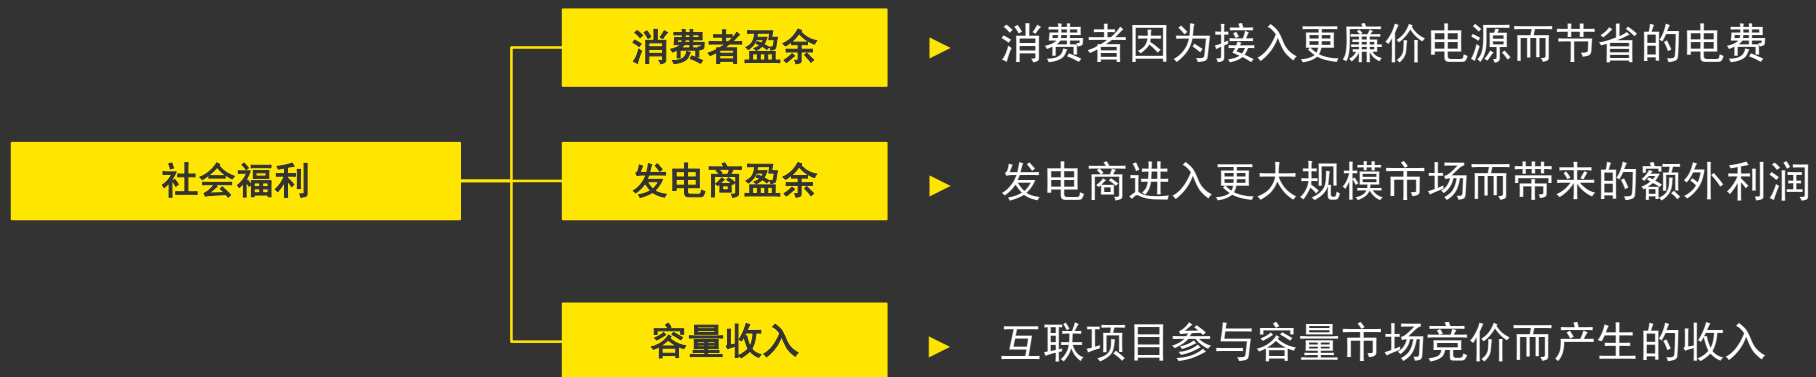 消费者盈余
► 消费者因为接入更廉价电源而节省的电费
社会福利
发电商盈余
► 发电商进入更大规模市场而带来的额外利润
容量收入
► 互联项目参与容量市场竞价而产生的收入